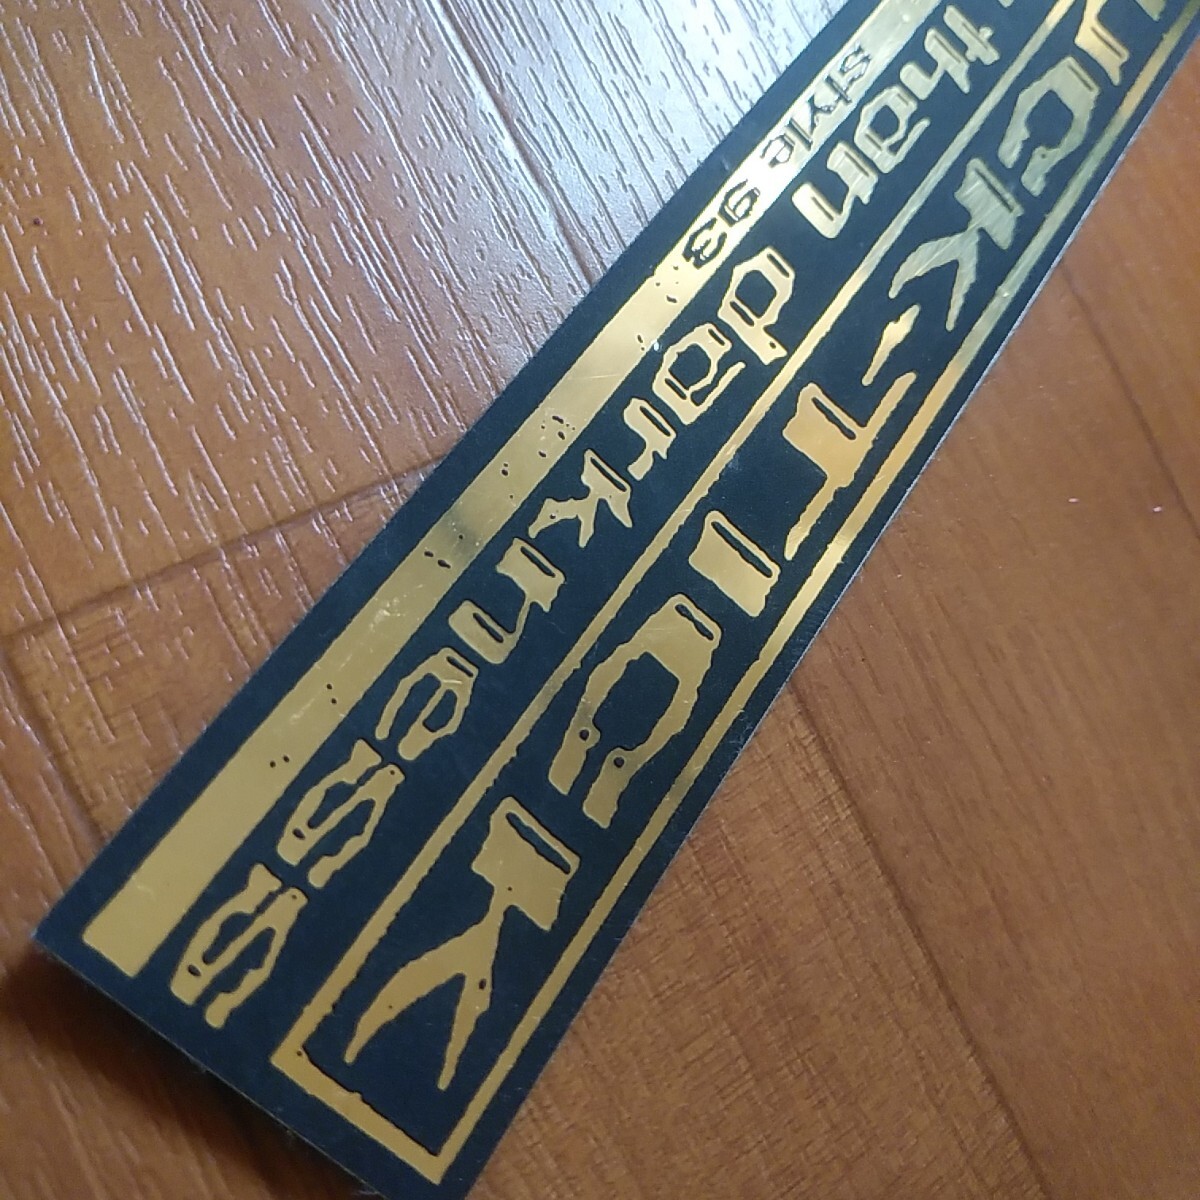 UCK-TICK
than darkness
style 93